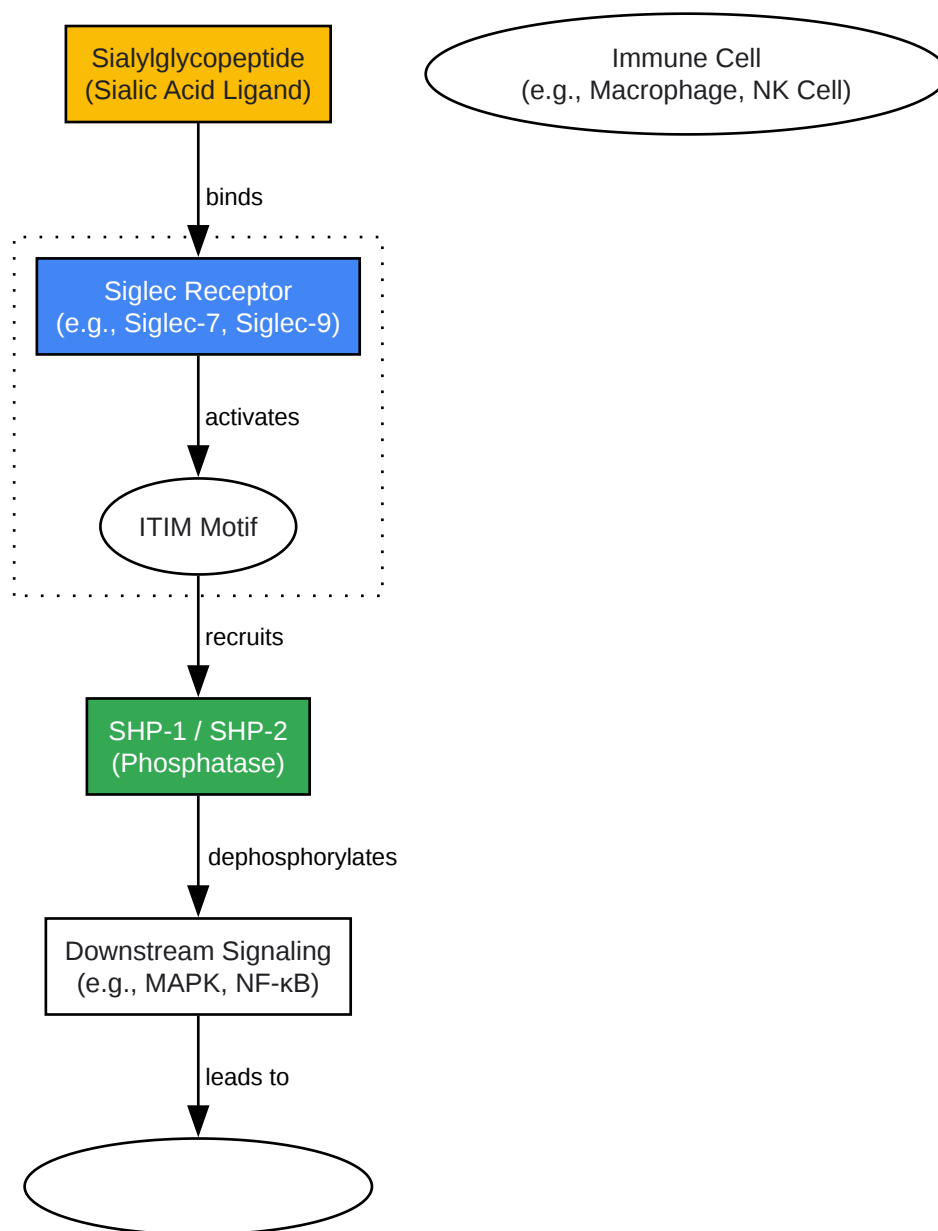 Sialylglycopeptide
(Sialic Acid Ligand)
Immune Cell
(e.g., Macrophage, NK Cell)
binds
Siglec Receptor
(e.g., Siglec-7, Siglec-9)
activates
ITIM Motif
recruits
SHP-1 / SHP-2
(Phosphatase)
dephosphorylates
Downstream Signaling
(e.g., MAPK, NF-κB)
leads to